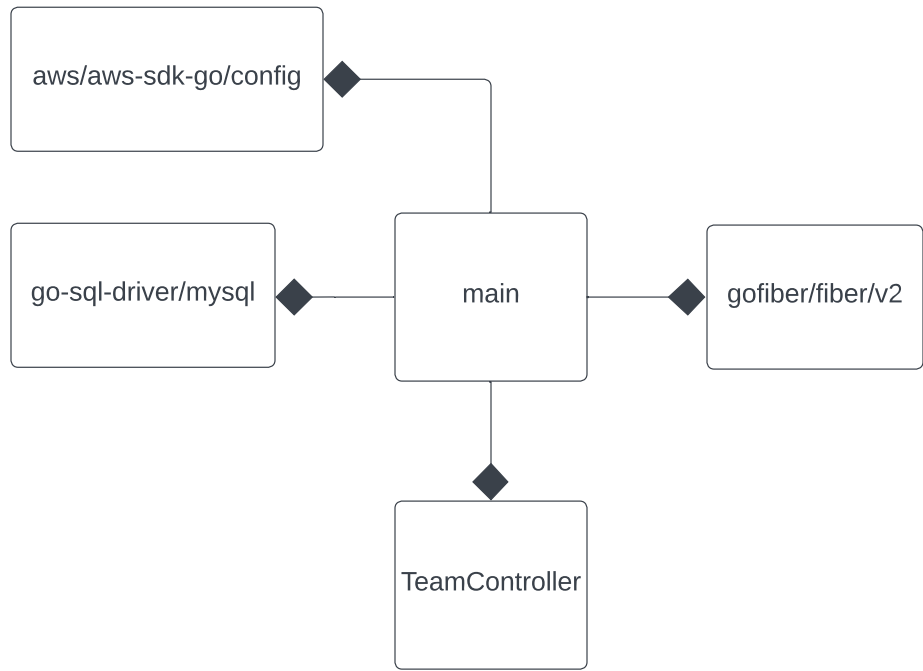 aws/aws-sdk-go/config
go-sql-driver/mysql
main
gofiber/fiber/v2
TeamController